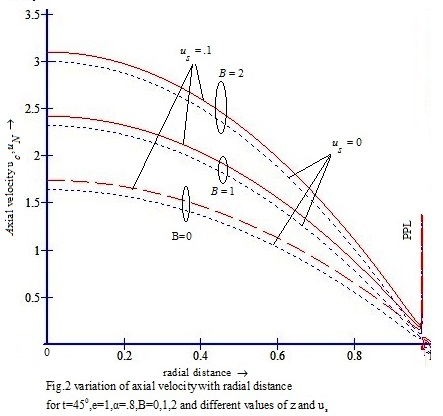 3.5
3
2.5
2
1.5
1
0.5
0
0.2
0.4
0.6
0.8
1
Axial velocity u_c, u_N →
u_s = .1
B = 2
B = 1
B=0
u_s = 0
PPL
radial distance →
Fig.2 variation of axial velocity with radial distance
for t=45⁰,e=1,α=.8,B=0,1,2 and different values of z and u_s